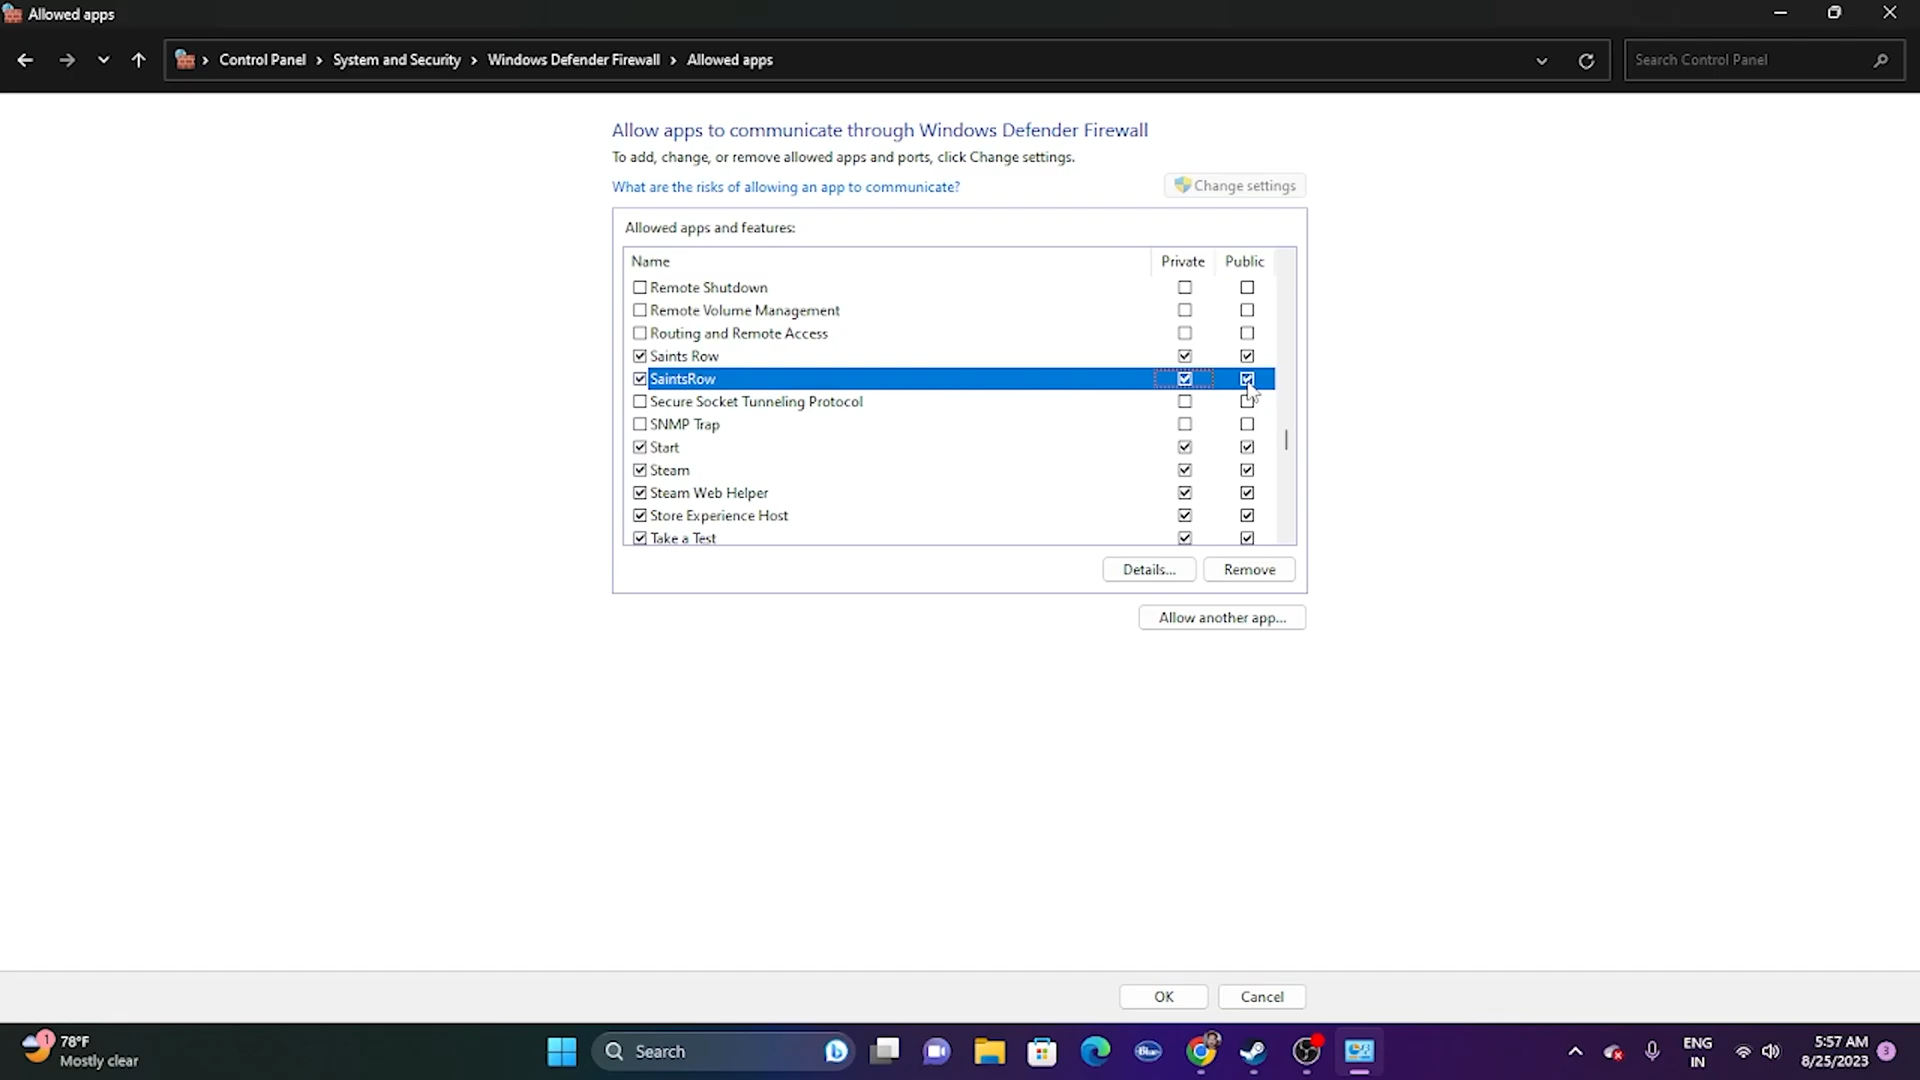 Allowed apps
Control Panel > System and Security > Windows Defender Firewall > Allowed apps
Search Control Panel
Allow apps to communicate through Windows Defender Firewall
To add, change, or remove allowed apps and ports, click Change settings.
What are the risks of allowing an app to communicate?
Change settings
Allowed apps and features:
Name Private Public
Remote Shutdown
Remote Volume Management
Routing and Remote Access
Saints Row
SaintsRow
Secure Socket Tunneling Protocol
SNMP Trap
Start
Steam
Steam Web Helper
Store Experience Host
Take a Test
Details... Remove
Allow another app...
OK Cancel
1
78°F
Mostly clear
Search
Blue
ENG
IN
5:57 AM
8/25/2023
3